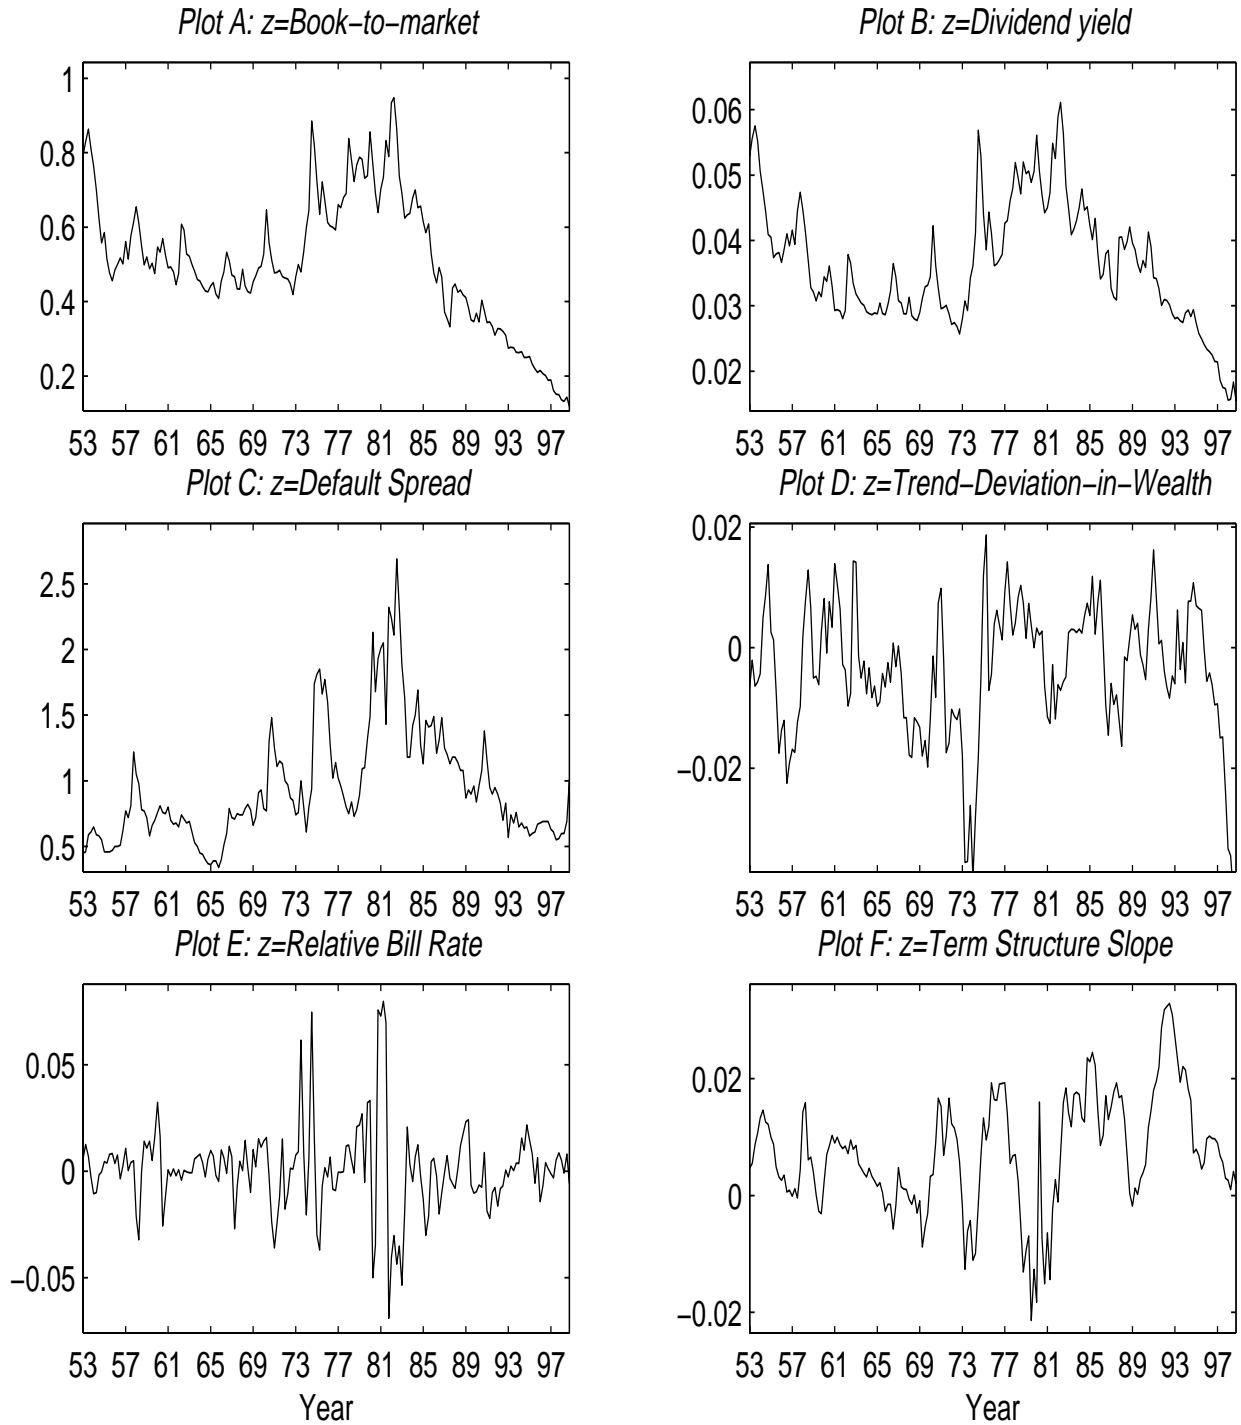 Plot A: z=Book−to−market
1
0.8
0.6
0.4
0.2
53 57 61 65 69 73 77 81 85 89 93 97
Plot B: z=Dividend yield
0.06
0.05
0.04
0.03
0.02
53 57 61 65 69 73 77 81 85 89 93 97
Plot C: z=Default Spread
2.5
2
1.5
1
0.5
53 57 61 65 69 73 77 81 85 89 93 97
Plot D: z=Trend−Deviation−in−Wealth
0.02
0
−0.02
53 57 61 65 69 73 77 81 85 89 93 97
Plot E: z=Relative Bill Rate
0.05
0
−0.05
53 57 61 65 69 73 77 81 85 89 93 97
Year
Plot F: z=Term Structure Slope
0.02
0
−0.02
53 57 61 65 69 73 77 81 85 89 93 97
Year